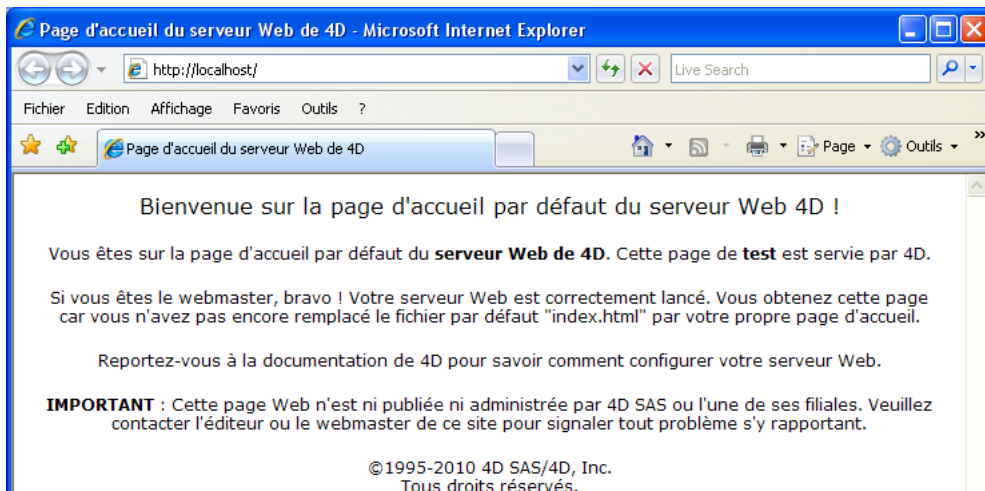 Page d'accueil du serveur Web de 4D - Microsoft Internet Explorer
http://localhost/
Live Search
Fichier Edition Affichage Favoris Outils ?
Page d'accueil du serveur Web de 4D
Page Outils »
Bienvenue sur la page d'accueil par défaut du serveur Web 4D !
Vous êtes sur la page d'accueil par défaut du serveur Web de 4D. Cette page de test est servie par 4D.
Si vous êtes le webmaster, bravo ! Votre serveur Web est correctement lancé. Vous obtenez cette page
car vous n'avez pas encore remplacé le fichier par défaut "index.html" par votre propre page d'accueil.
Reportez-vous à la documentation de 4D pour savoir comment configurer votre serveur Web.
IMPORTANT : Cette page Web n'est ni publiée ni administrée par 4D SAS ou l'une de ses filiales. Veuillez
contacter l'éditeur ou le webmaster de ce site pour signaler tout problème s'y rapportant.
©1995-2010 4D SAS/4D, Inc.
Tous droits réservés.